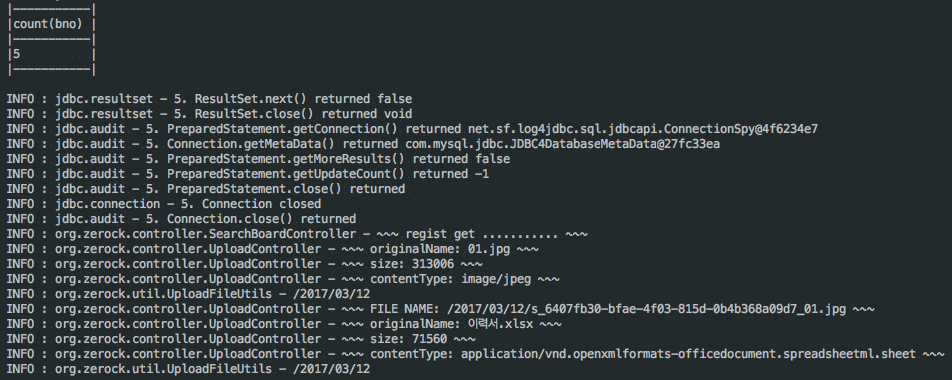 |-----------|
|count(bno) |
|-----------|
|5          |
|-----------|
INFO : jdbc.resultset - 5. ResultSet.next() returned false
INFO : jdbc.resultset - 5. ResultSet.close() returned void
INFO : jdbc.audit - 5. PreparedStatement.getConnection() returned net.sf.log4jdbc.sql.jdbcapi.ConnectionSpy@4f6234e7
INFO : jdbc.audit - 5. Connection.getMetaData() returned com.mysql.jdbc.JDBC4DatabaseMetaData@27fc33ea
INFO : jdbc.audit - 5. PreparedStatement.getMoreResults() returned false
INFO : jdbc.audit - 5. PreparedStatement.getUpdateCount() returned -1
INFO : jdbc.audit - 5. PreparedStatement.close() returned
INFO : jdbc.connection - 5. Connection closed
INFO : jdbc.audit - 5. Connection.close() returned
INFO : org.zerock.controller.SearchBoardController - ~~~ regist get ........... ~~~
INFO : org.zerock.controller.UploadController - ~~~ originalName: 01.jpg ~~~
INFO : org.zerock.controller.UploadController - ~~~ size: 313006 ~~~
INFO : org.zerock.controller.UploadController - ~~~ contentType: image/jpeg ~~~
INFO : org.zerock.util.UploadFileUtils - /2017/03/12
INFO : org.zerock.controller.UploadController - ~~~ FILE NAME: /2017/03/12/s_6407fb30-bfae-4f03-815d-0b4b368a09d7_01.jpg ~~~
INFO : org.zerock.controller.UploadController - ~~~ originalName: 이력서.xlsx ~~~
INFO : org.zerock.controller.UploadController - ~~~ size: 71560 ~~~
INFO : org.zerock.controller.UploadController - ~~~ contentType: application/vnd.openxmlformats-officedocument.spreadsheetml.sheet ~~~
INFO : org.zerock.util.UploadFileUtils - /2017/03/12